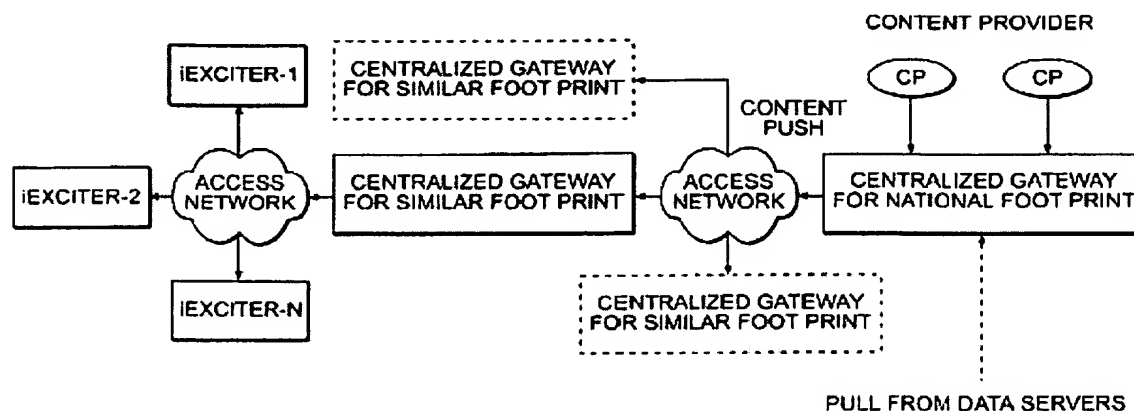 CONTENT PROVIDER
iEXCITER-1
CENTRALIZED GATEWAY
FOR SIMILAR FOOT PRINT
CP
CP
CONTENT
PUSH
iEXCITER-2
ACCESS
NETWORK
CENTRALIZED GATEWAY
FOR SIMILAR FOOT PRINT
ACCESS
NETWORK
CENTRALIZED GATEWAY
FOR NATIONAL FOOT PRINT
iEXCITER-N
CENTRALIZED GATEWAY
FOR SIMILAR FOOT PRINT
PULL FROM DATA SERVERS